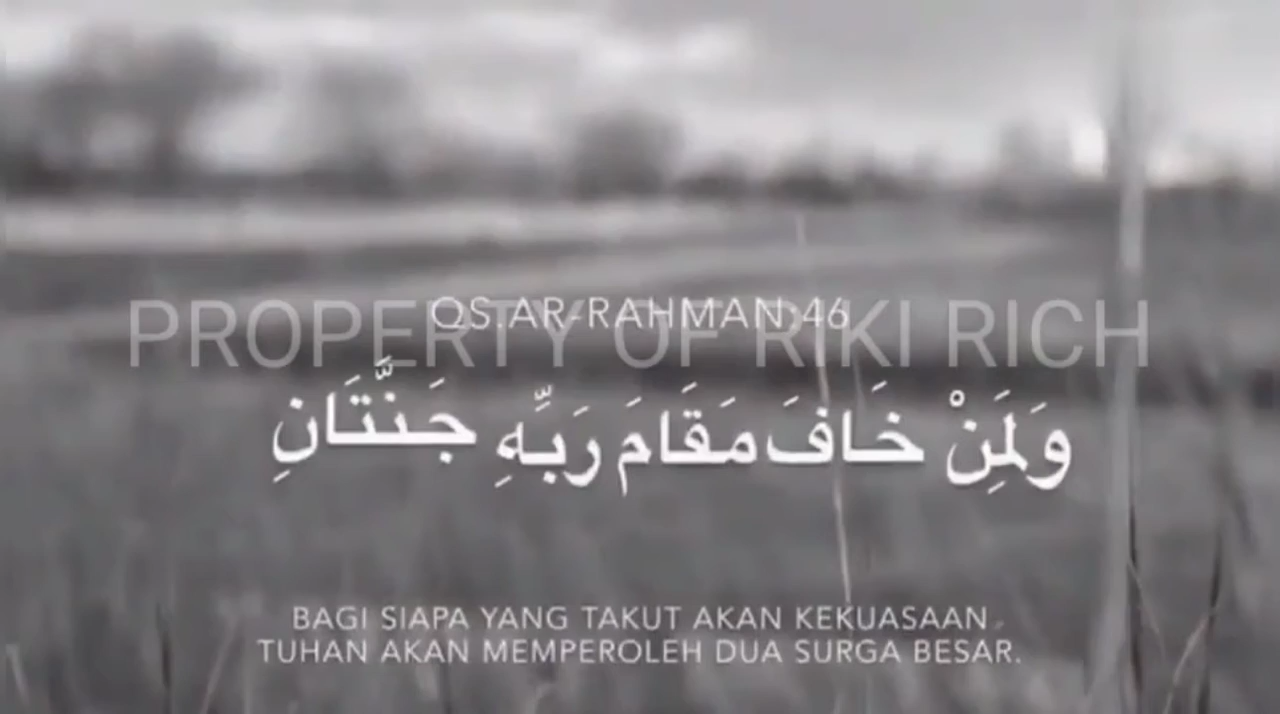 QS.AR-RAHMAN:46
PROPERTY OF RIKI RICH
وَلَمِنْ خَافَ مَقَامَ رَبِّهِ جَنَّتَانِ
BAGI SIAPA YANG TAKUT AKAN KEKUASAAN
TUHAN AKAN MEMPEROLEH DUA SURGA BESAR.